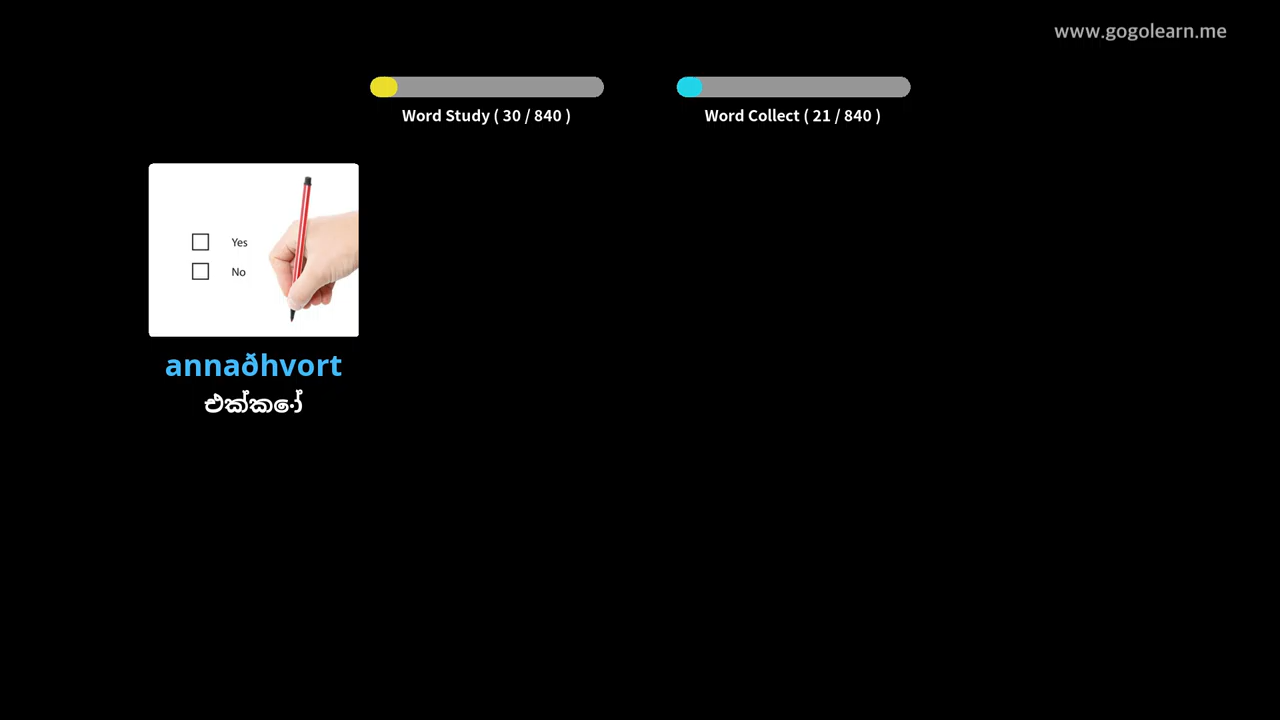 www.gogolearn.me
Word Study ( 30 / 840 )
Word Collect ( 21 / 840 )
Yes
No
annaðhvort
එක්කෝ